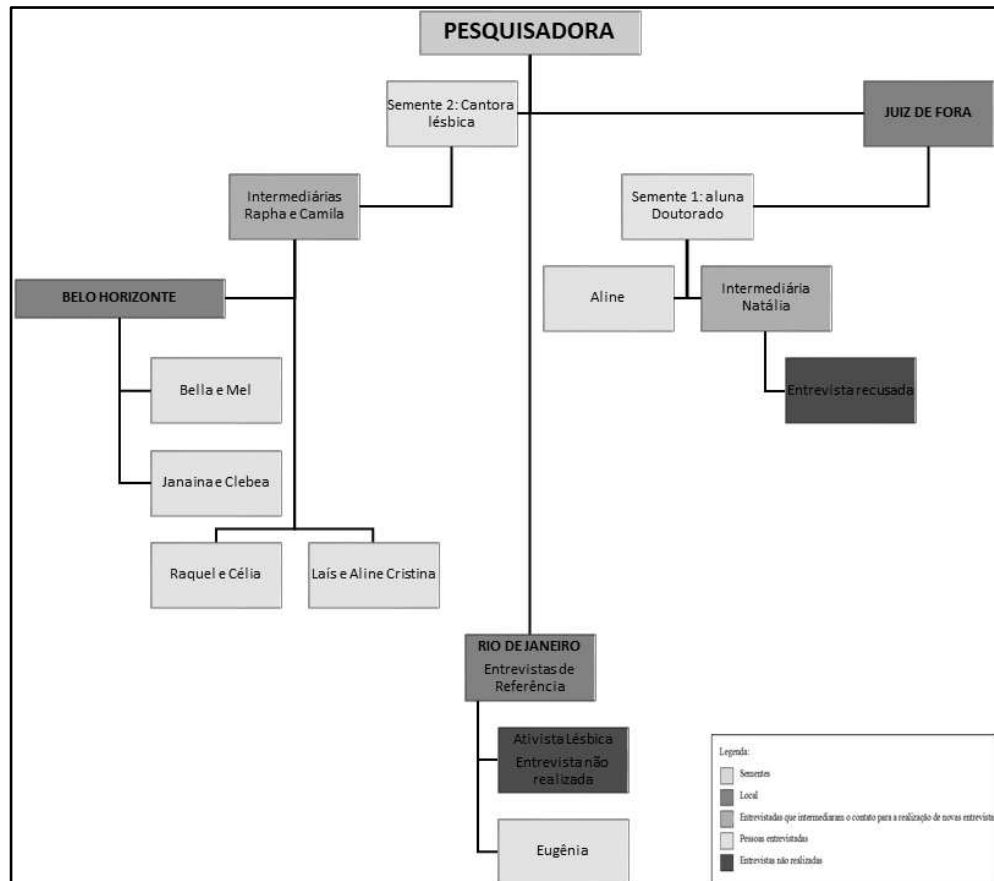 PESQUISADORA
Semente 2: Cantora
lésbica
JUIZ DE FORA
Intermediárias
Rapha e Camila
Semente 1: aluna
Doutorado
BELO HORIZONTE
Aline
Intermediária
Natália
Bella e Mel
Entrevista recusada
Janaina e Clebea
Raquel e Célia
Laís e Aline Cristina
RIO DE JANEIRO
Entrevistas de
Referência
Ativista Lésbica
Entrevista não
realizada
Eugênia
Legenda:
Sementes
Local
Entrevistadas que intermediaram o contato para a realização de novas entrevista
Pessoas entrevistadas
Entrevistas não realizadas